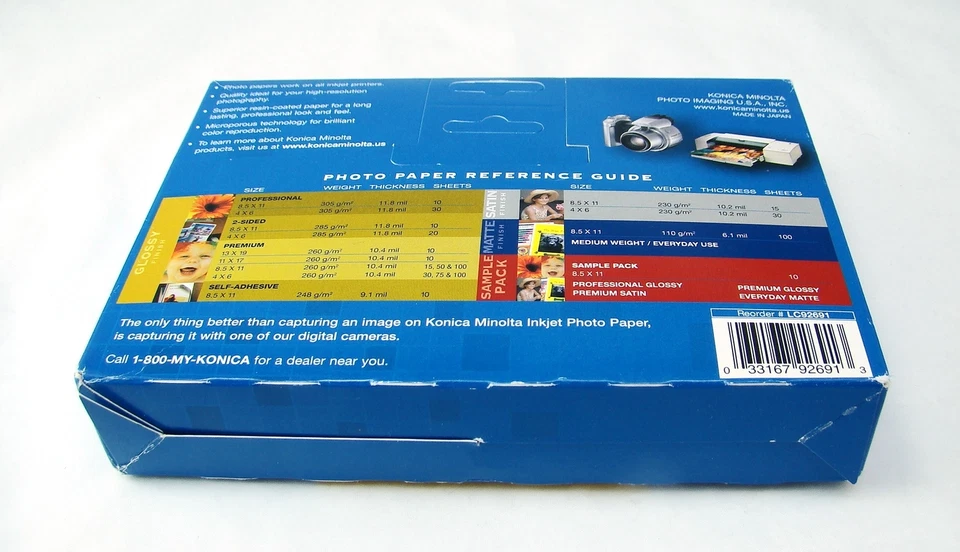 • Photo papers work on all inkjet printers.
• Quality ideal for your high-resolution
photography.
• Superior resin-coated paper for a long
lasting, professional look and feel.
• Microporous technology for brilliant
color reproduction.
• To learn more about Konica Minolta
products, visit us at www.konicaminolta.us
KONICA MINOLTA
PHOTO IMAGING U.S.A., INC.
www.konicaminolta.us
MADE IN JAPAN
PHOTO PAPER REFERENCE GUIDE
SIZE WEIGHT THICKNESS SHEETS
GLOSSY
FINISH
PROFESSIONAL
8.5 X 11 305 g/m² 11.8 mil 10
4 X 6 305 g/m² 11.8 mil 30
2-SIDED
8.5 X 11 285 g/m² 11.8 mil 10
4 X 6 285 g/m² 11.8 mil 20
PREMIUM
13 X 19 260 g/m² 10.4 mil 10
11 X 17 260 g/m² 10.4 mil 10
8.5 X 11 260 g/m² 10.4 mil 15, 50 & 100
4 X 6 260 g/m² 10.4 mil 30, 75 & 100
SELF-ADHESIVE
8.5 X 11 248 g/m² 9.1 mil 10
SIZE WEIGHT THICKNESS SHEETS
SATIN
FINISH
8.5 X 11 230 g/m² 10.2 mil 15
4 X 6 230 g/m² 10.2 mil 30
MATTE
FINISH
8.5 X 11 110 g/m² 6.1 mil 100
MEDIUM WEIGHT / EVERYDAY USE
SAMPLE
PACK
SAMPLE PACK
8.5 X 11 10
PROFESSIONAL GLOSSY PREMIUM GLOSSY
PREMIUM SATIN EVERYDAY MATTE
The only thing better than capturing an image on Konica Minolta Inkjet Photo Paper,
is capturing it with one of our digital cameras.
Call 1-800-MY-KONICA for a dealer near you.
Reorder # LC92691
0 33167 92691 3